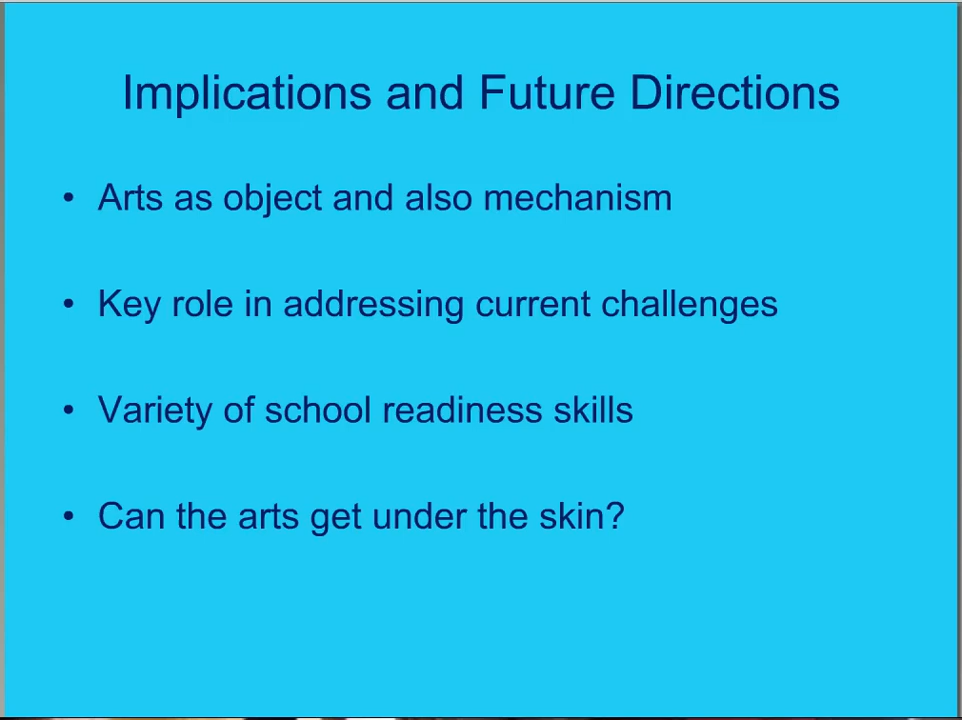 Implications and Future Directions
• Arts as object and also mechanism
• Key role in addressing current challenges
• Variety of school readiness skills
• Can the arts get under the skin?